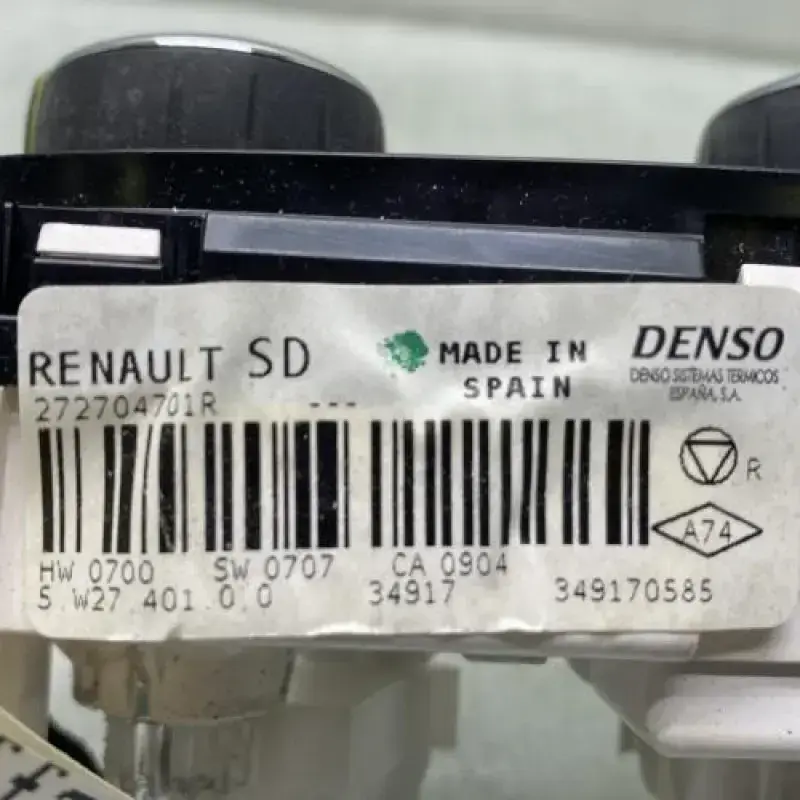 RENAULT SD
272704701R ---
MADE IN
SPAIN
DENSO
DENSO SISTEMAS TERMICOS
ESPAÑA, S.A.
R
A74
HW 0700 SW 0707 CA 0904
S.W27.401.0.0 34917 349170585